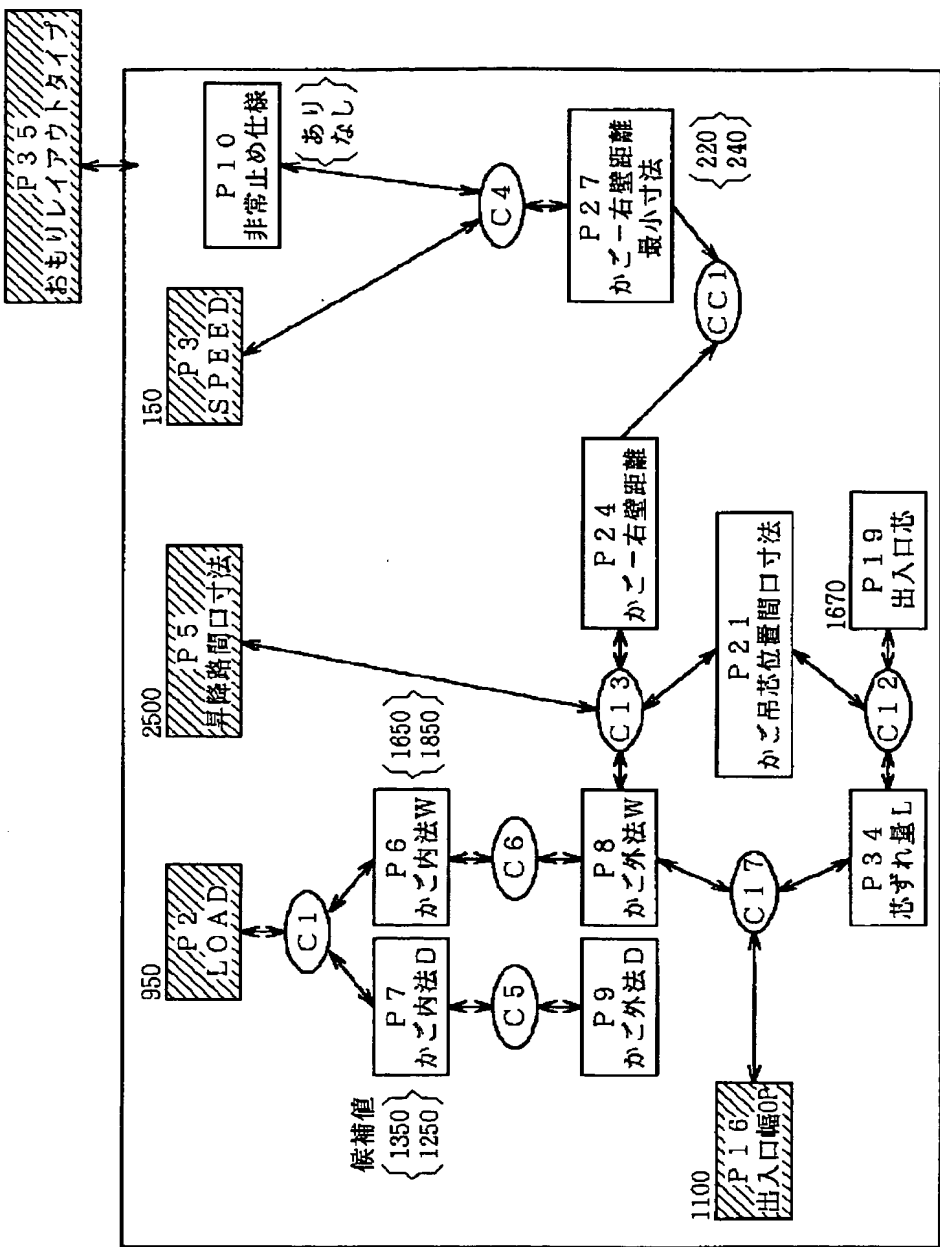 P35
おもりレイアウトタイプ
950
P2
LOAD
2500
P5
昇降路間口寸法
150
P3
SPEED
P10
非常止め仕様
あり
なし
C1
候補値
1350
1250
P7
かご内法D
P6
かご内法W
1650
1850
C4
C5
C6
P9
かご外法D
P8
かご外法W
C13
P24
かご－右壁距離
P27
かご－右壁距離
最小寸法
220
240
CC1
1100
P16
出入口幅OP
C17
P21
かご吊芯位置間口寸法
P34
芯ずれ量L
C12
1670
P19
出入口芯